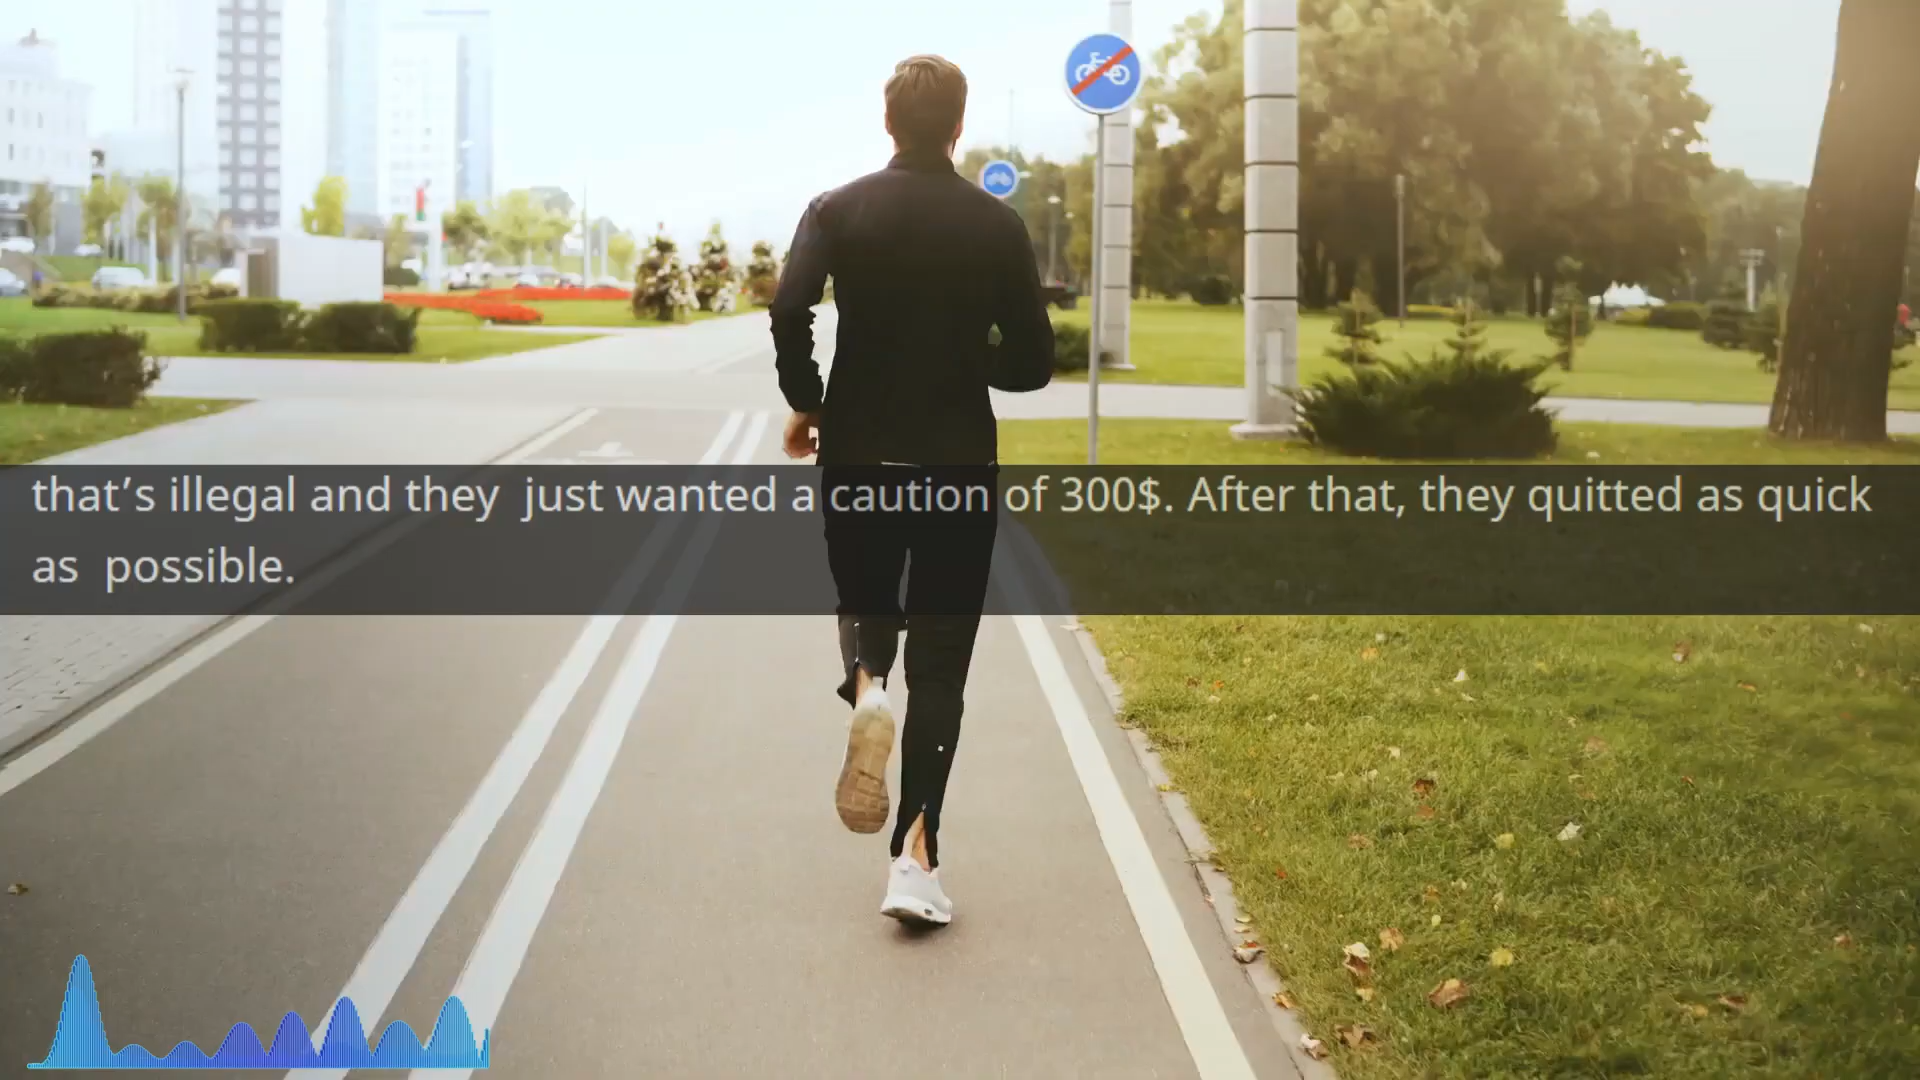 that’s illegal and they  just wanted a caution of 300$. After that, they quitted as quick
as  possible.